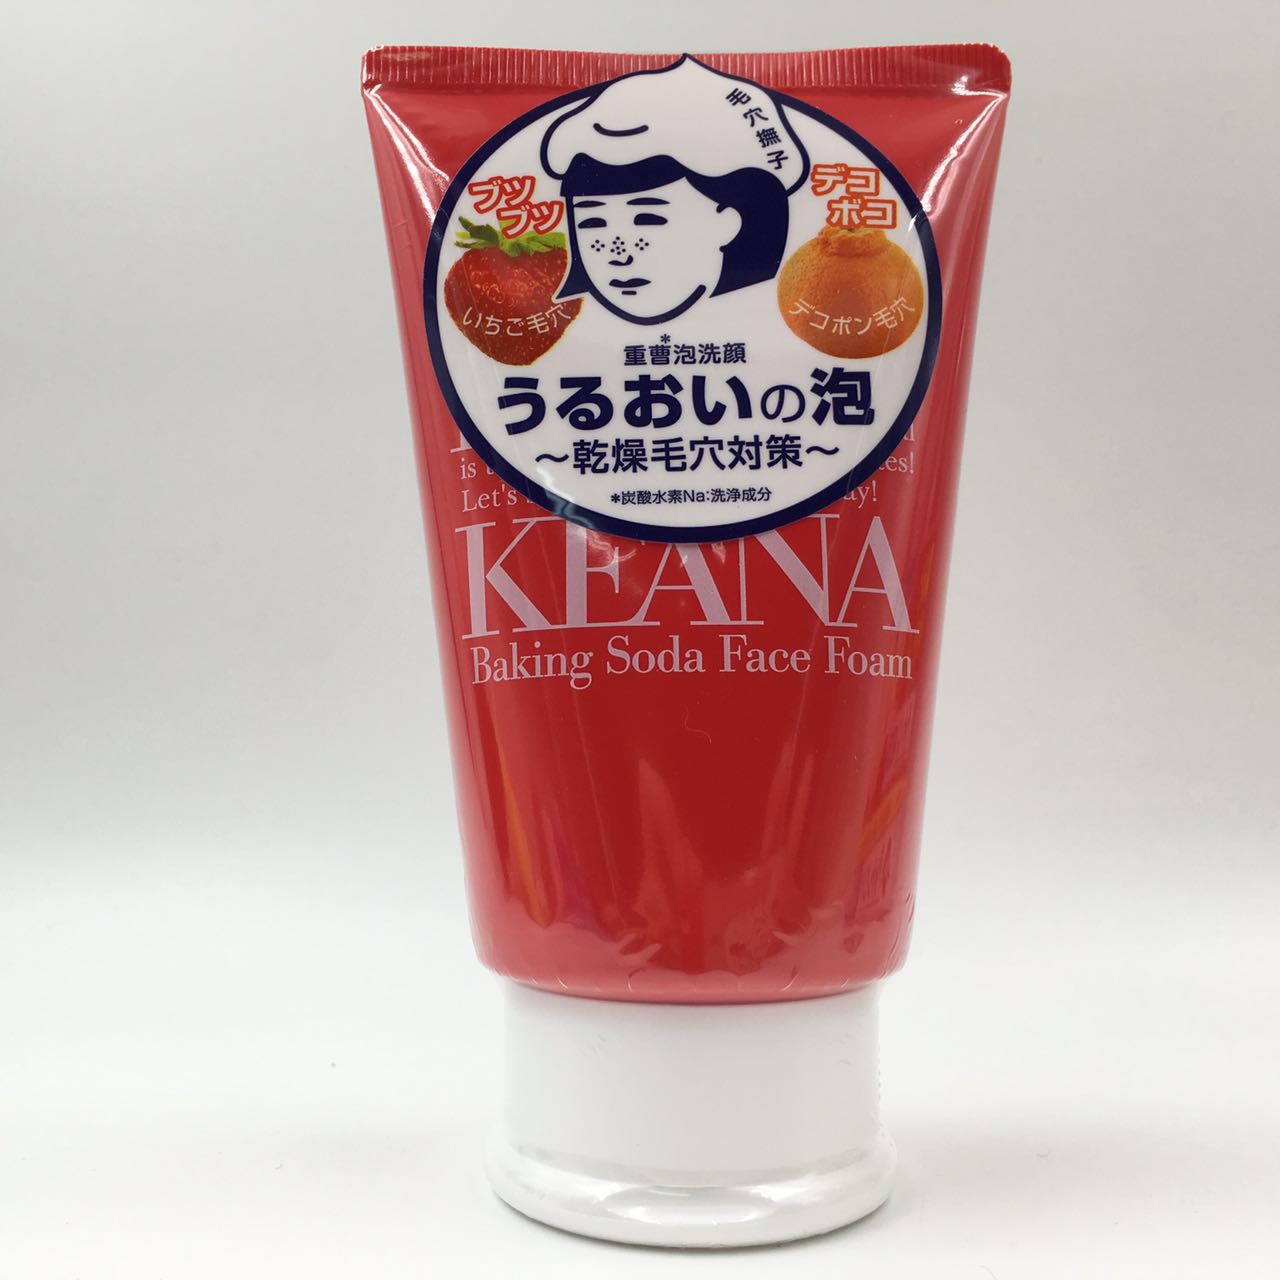 毛穴撫子
ブツ
ブツ
デコ
ボコ
いちご毛穴
デコポン毛穴
重曹*泡洗顔
うるおいの泡
～乾燥毛穴対策～
*炭酸水素Na:洗浄成分
is
Let's
KEANA
Baking Soda Face Foam